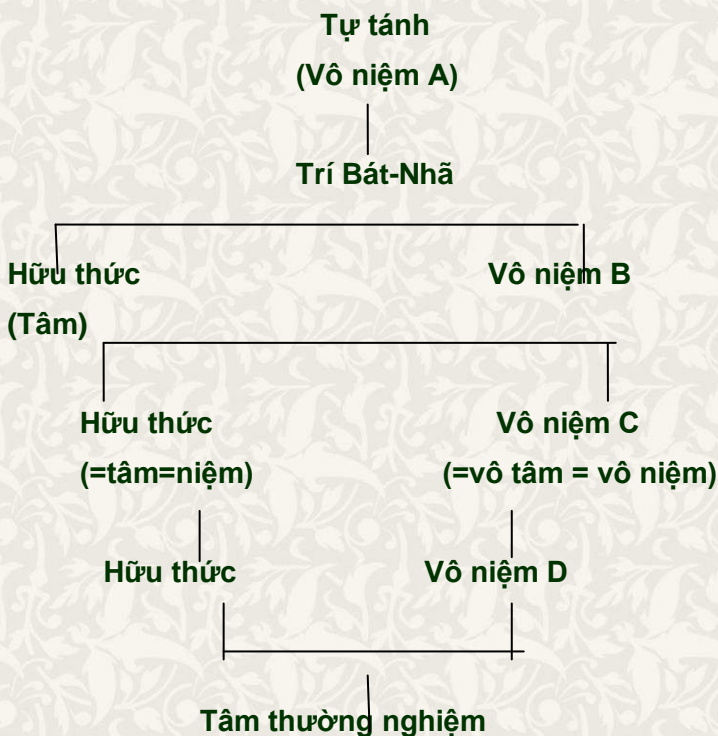 Tự tánh
(Vô niệm A)
Trí Bát-Nhã
Hữu thức Vô niệm B
(Tâm)
Hữu thức Vô niệm C
(=tâm=niệm) (=vô tâm = vô niệm)
Hữu thức Vô niệm D
Tâm thường nghiệm